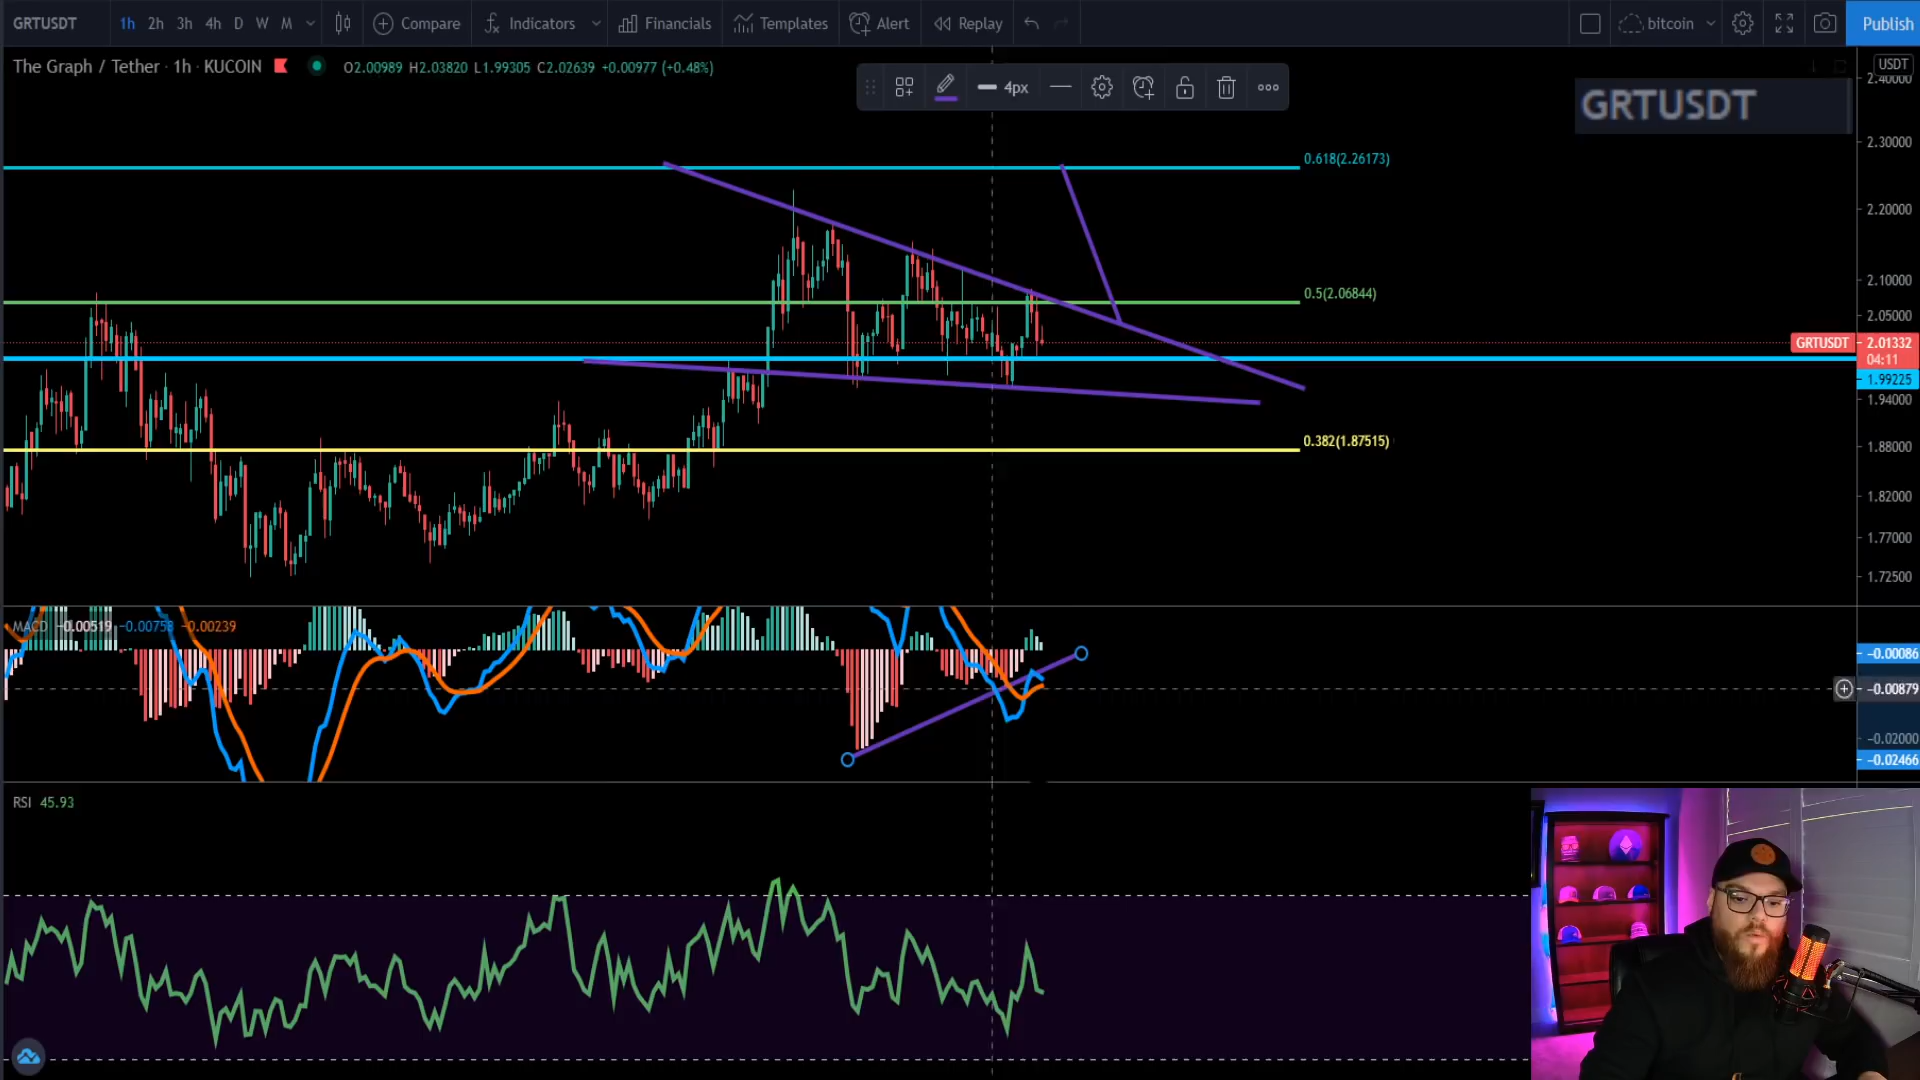 GRTUSDT 1h 2h 3h 4h D W M Compare Indicators Financials Templates Alert Replay bitcoin Publish
The Graph / Tether · 1h · KUCOIN O2.00989 H2.03820 L1.99305 C2.02639 +0.00977 (+0.48%)
USDT
4px
2.40000
GRTUSDT
2.30000
0.618(2.26173)
2.20000
2.10000
0.5(2.06844)
2.05000
GRTUSDT 2.01332
04:11
1.99225
1.94000
0.382(1.87515)
1.88000
1.82000
1.77000
1.72500
MACD -0.00519 -0.00758 -0.00239
-0.00086
-0.00879
-0.02000
-0.02466
RSI 45.93